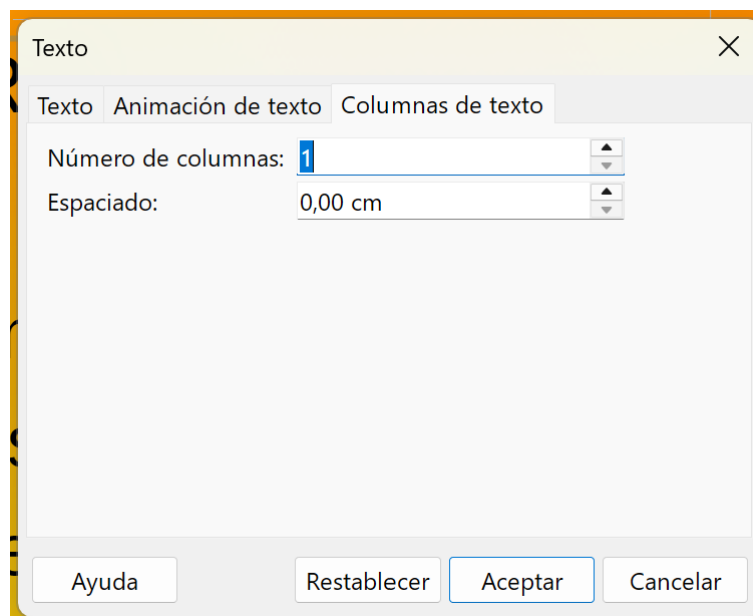 Texto
Texto Animación de texto Columnas de texto
Número de columnas: 1
Espaciado: 0,00 cm
Ayuda Restablecer Aceptar Cancelar